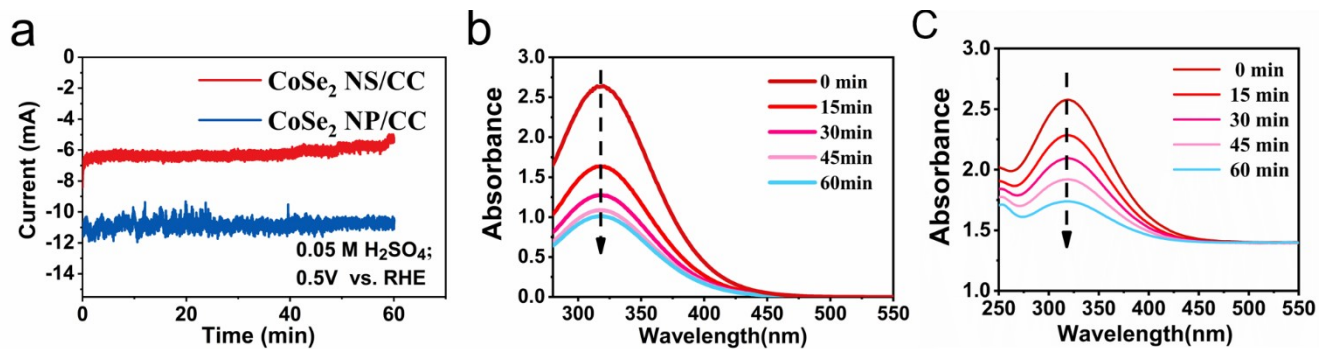 a
0
-2
-4
-6
-8
-10
-12
-14
Current (mA)
CoSe₂ NS/CC
CoSe₂ NP/CC
0.05 M H₂SO₄;
0.5V vs. RHE
0 20 40 60
Time (min)
b
3.0
2.5
2.0
1.5
1.0
0.5
0.0
Absorbance
0 min
15min
30min
45min
60min
300 350 400 450 500 550
Wavelength(nm)
C
3.0
2.5
2.0
1.5
1.0
Absorbance
0 min
15 min
30 min
45 min
60 min
250 300 350 400 450 500 550
Wavelength(nm)